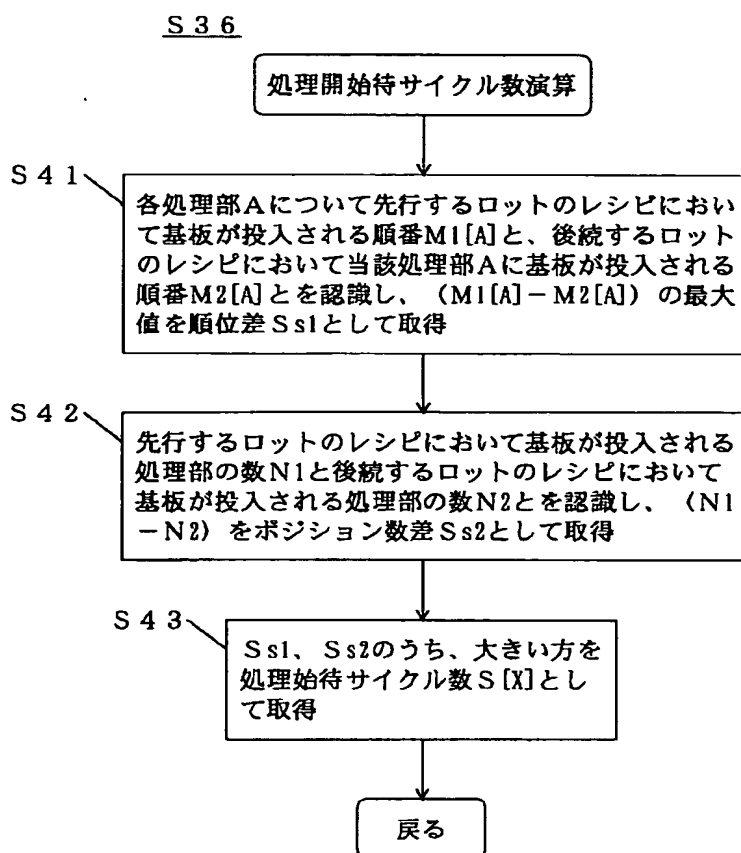 S36
処理開始待サイクル数演算
S41
各処理部Aについて先行するロットのレシピにおい
て基板が投入される順番M1[A]と、後続するロット
のレシピにおいて当該処理部Aに基板が投入される
順番M2[A]とを認識し、(M1[A]-M2[A])の最大
値を順位差Ss1として取得
S42
先行するロットのレシピにおいて基板が投入される
処理部の数N1と後続するロットのレシピにおいて
基板が投入される処理部の数N2とを認識し、(N1
-N2)をポジション数差Ss2として取得
S43
Ss1、Ss2のうち、大きい方を
処理始待サイクル数S[X]とし
て取得
戻る